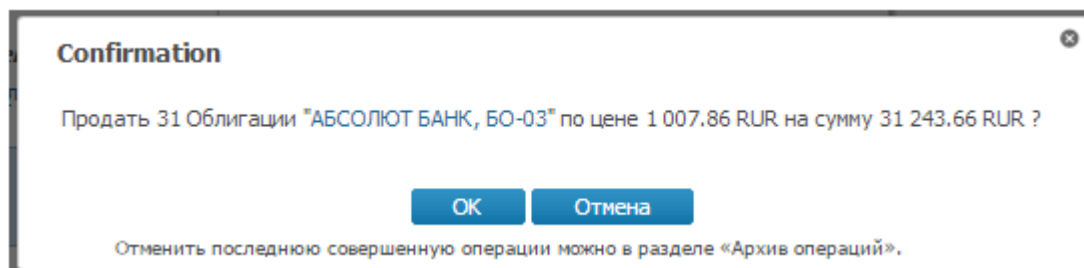 Confirmation
Продать 31 Облигации "АБСОЛЮТ БАНК, БО-03" по цене 1 007.86 RUR на сумму 31 243.66 RUR ?
OK Отмена
Отменить последнюю совершенную операции можно в разделе «Архив операций».